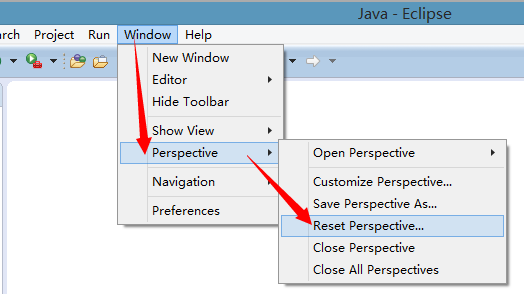 Java - Eclipse
rch Project Run Window Help
New Window
Editor
Hide Toolbar
Show View
Perspective
Navigation
Preferences
Open Perspective
Customize Perspective...
Save Perspective As...
Reset Perspective...
Close Perspective
Close All Perspectives